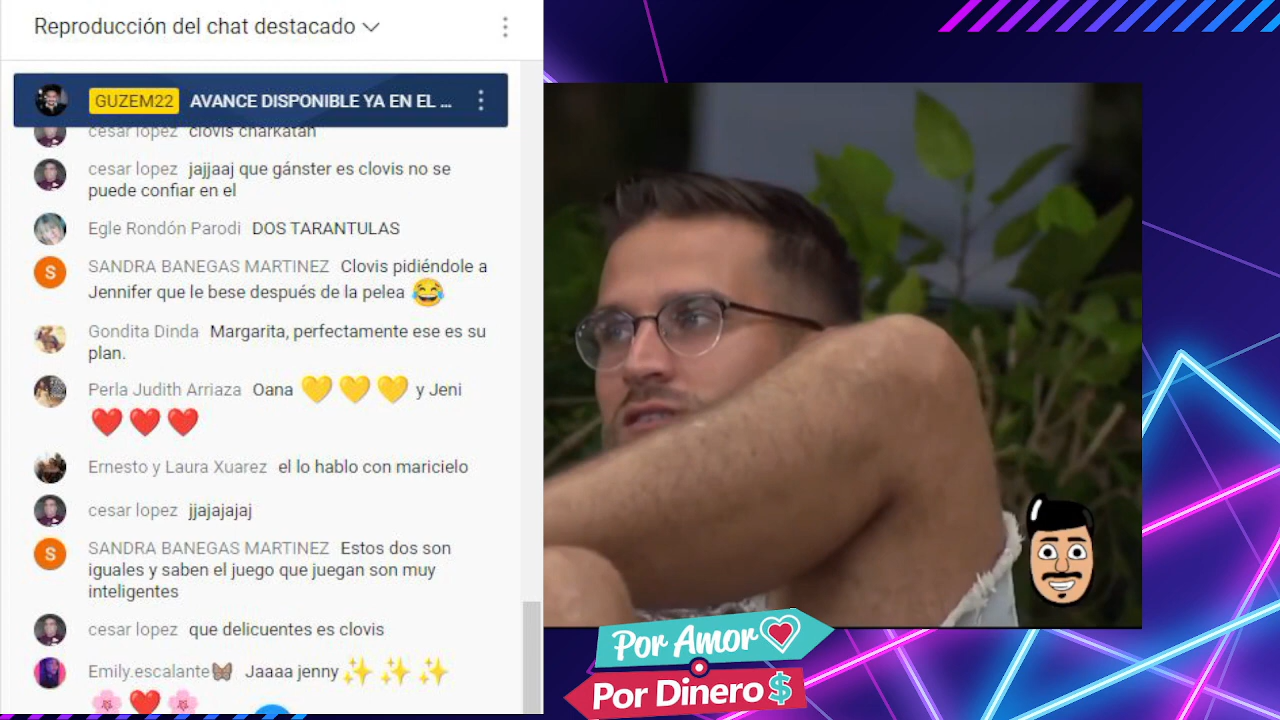 Reproducción del chat destacado
GUZEM22 AVANCE DISPONIBLE YA EN EL ...
cesar lopez clovis charkatan
cesar lopez jajjaaj que gánster es clovis no se
puede confiar en el
Egle Rondón Parodi DOS TARANTULAS
S
SANDRA BANEGAS MARTINEZ Clovis pidiéndole a
Jennifer que le bese después de la pelea 😂
Gondita Dinda Margarita, perfectamente ese es su
plan.
Perla Judith Arriaza Oana 💛 💛 💛 y Jeni
❤️ ❤️ ❤️
Ernesto y Laura Xuarez el lo hablo con maricielo
cesar lopez jjajajajaj
S
SANDRA BANEGAS MARTINEZ Estos dos son
iguales y saben el juego que juegan son muy
inteligentes
cesar lopez que delicuentes es clovis
Emily.escalante🦋 Jaaaa jenny ✨ ✨ ✨
🌸 ❤️ 🌸
Por Amor
Por Dinero $